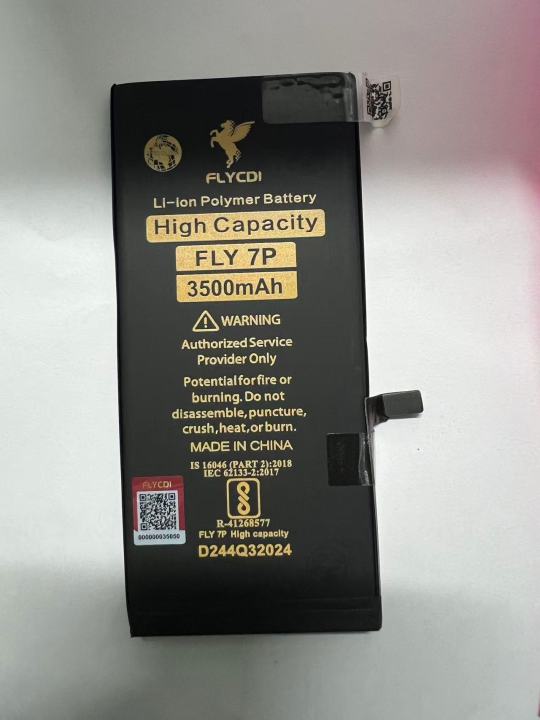 FLYCDI
Li-ion Polymer Battery
High Capacity
FLY 7P
3500mAh
WARNING
Authorized Service
Provider Only
Potential for fire or
burning. Do not
disassemble, puncture,
crush, heat, or burn.
MADE IN CHINA
IS 16046 (PART 2):2018
IEC 62133-2:2017
FLYCDI
000000035050
R-41268577
FLY 7P High capacity
D244Q32024